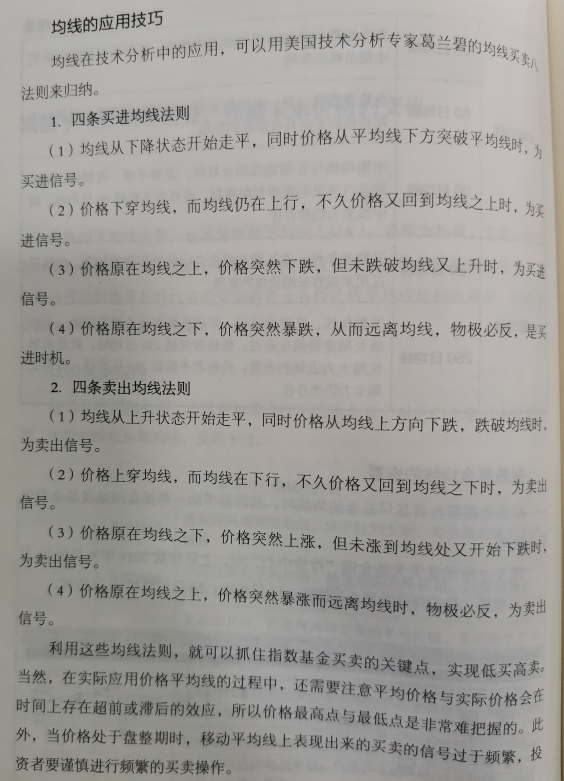 均线的应用技巧
均线在技术分析中的应用，可以用美国技术分析专家葛兰碧的均线买卖八
法则来归纳。
1. 四条买进均线法则
（1）均线从下降状态开始走平，同时价格从平均线下方突破平均线时，为
买进信号。
（2）价格下穿均线，而均线仍在上行，不久价格又回到均线之上时，为买
进信号。
（3）价格原在均线之上，价格突然下跌，但未跌破均线又上升时，为买进
信号。
（4）价格原在均线之下，价格突然暴跌，从而远离均线，物极必反，是买
进时机。
2. 四条卖出均线法则
（1）均线从上升状态开始走平，同时价格从均线上方向下跌，跌破均线时，
为卖出信号。
（2）价格上穿均线，而均线在下行，不久价格又回到均线之下时，为卖出
信号。
（3）价格原在均线之下，价格突然上涨，但未涨到均线处又开始下跌时，
为卖出信号。
（4）价格原在均线之上，价格突然暴涨而远离均线时，物极必反，为卖出
信号。
利用这些均线法则，就可以抓住指数基金买卖的关键点，实现低买高卖。
当然，在实际应用价格平均线的过程中，还需要注意平均价格与实际价格会在
时间上存在超前或滞后的效应，所以价格最高点与最低点是非常难把握的。此
外，当价格处于盘整期时，移动平均线上表现出来的买卖的信号过于频繁，投
资者要谨慎进行频繁的买卖操作。